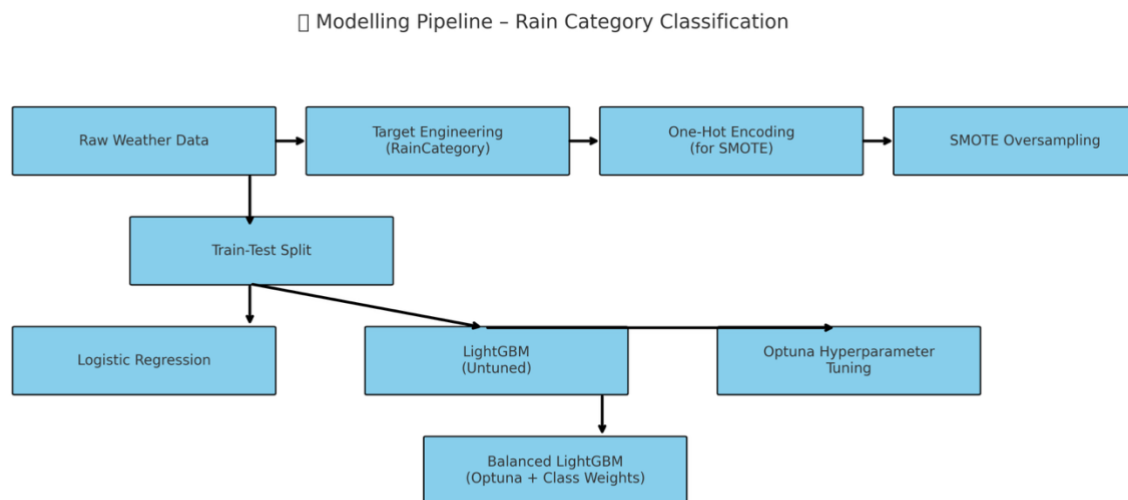 ▯ Modelling Pipeline – Rain Category Classification
Raw Weather Data
Target Engineering
(RainCategory)
One-Hot Encoding
(for SMOTE)
SMOTE Oversampling
Train-Test Split
Logistic Regression
LightGBM
(Untuned)
Optuna Hyperparameter
Tuning
Balanced LightGBM
(Optuna + Class Weights)